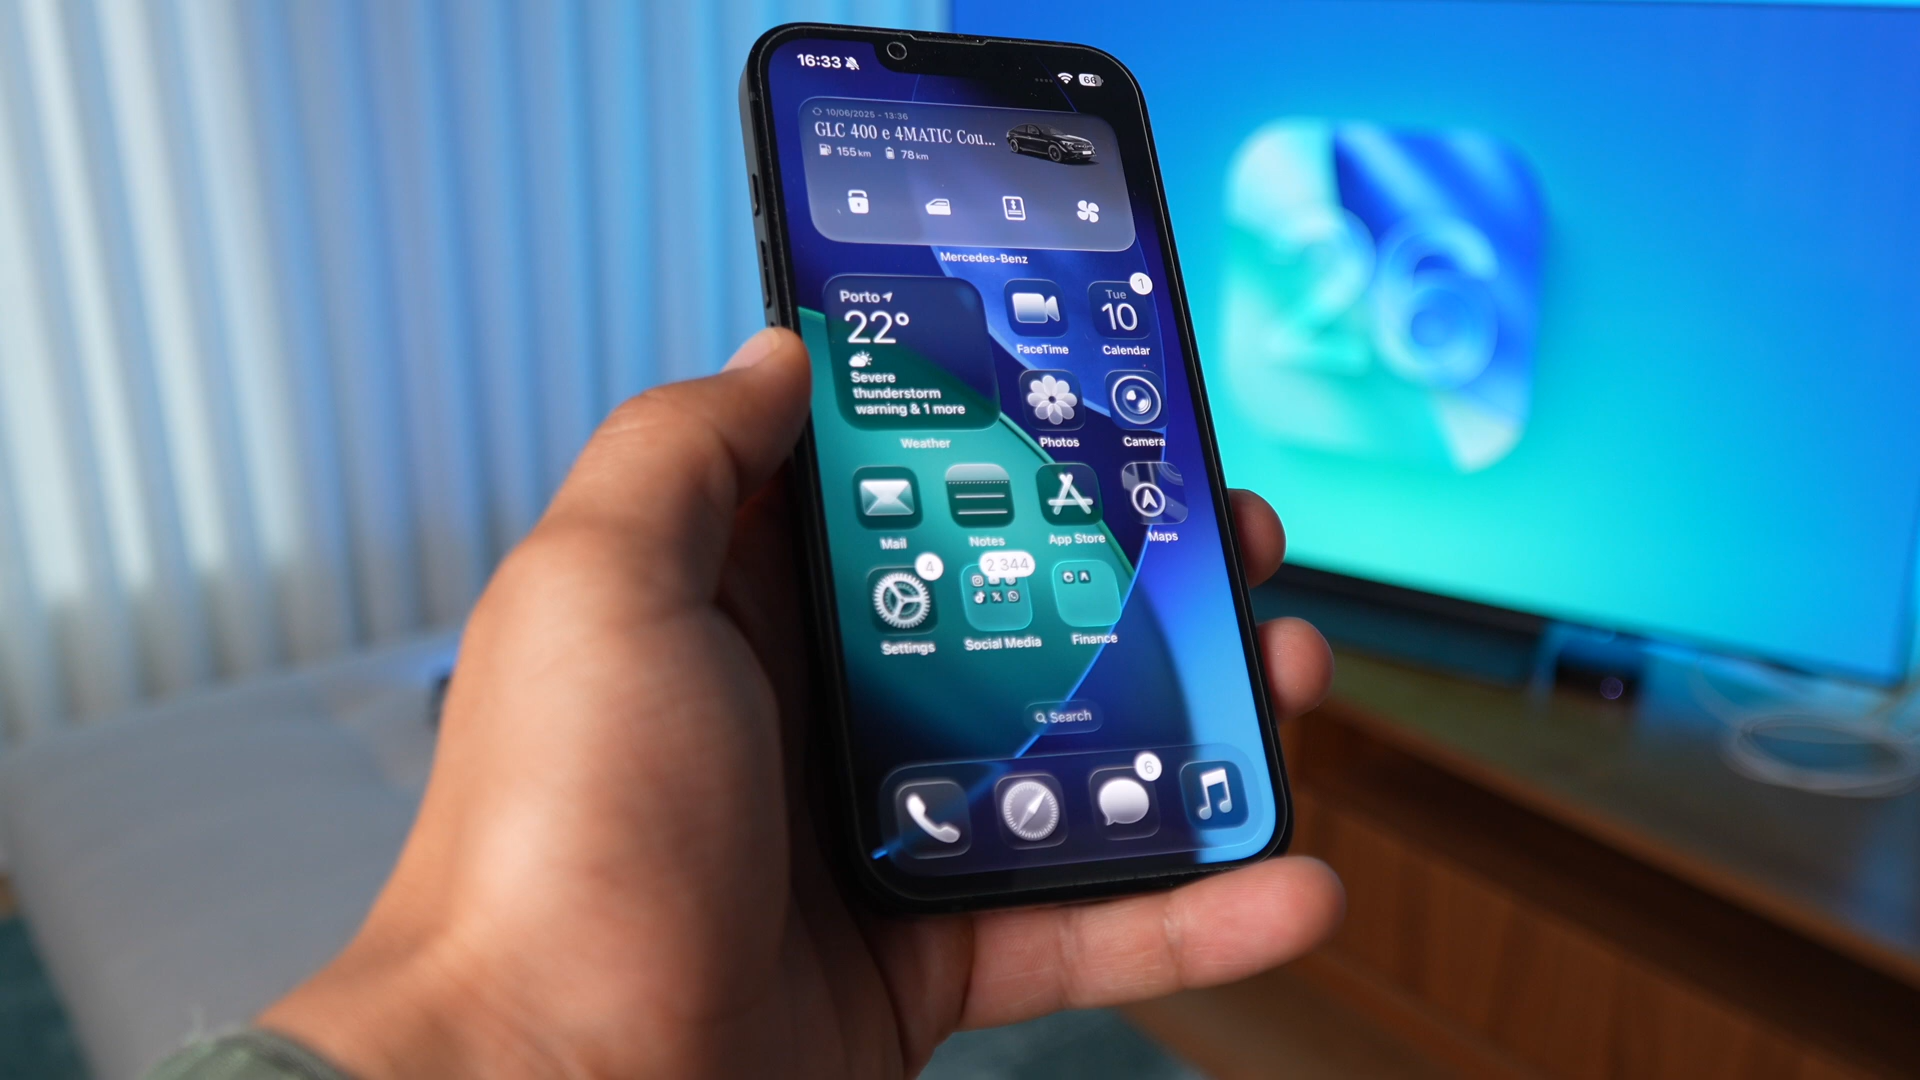 16:33
66
10/06/2025 - 13:36
GLC 400 e 4MATIC Cou...
155 km
78 km
Mercedes-Benz
Porto
22°
Severe
thunderstorm
warning & 1 more
Weather
FaceTime
1
Tue
10
Calendar
Photos
Camera
Mail
Notes
App Store
Maps
4
Settings
2 344
Social Media
Finance
Search
6
26